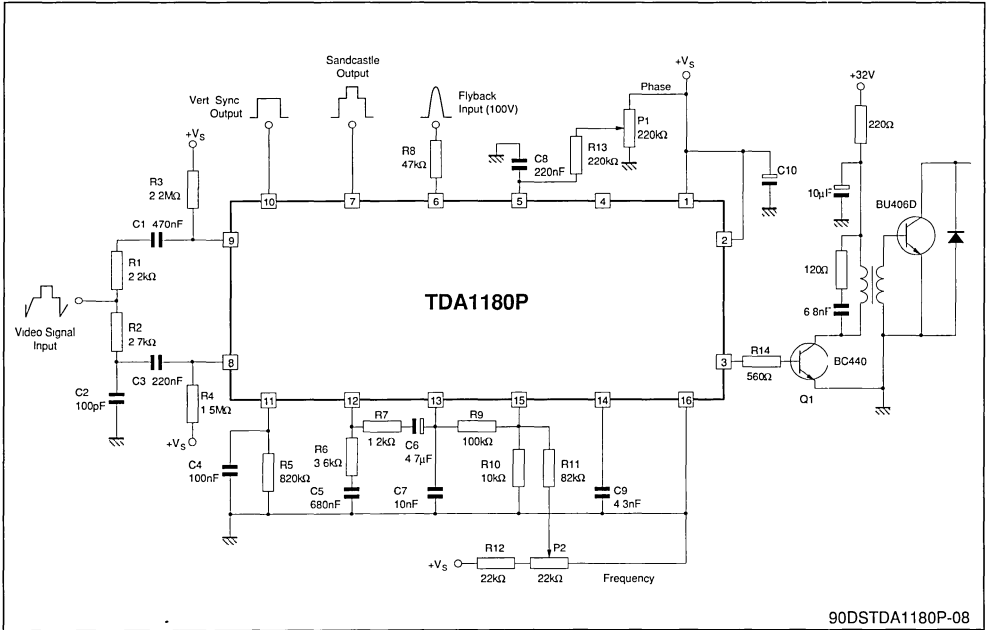 Sandcastle
Output
Vert Sync
Output
Flyback
Input (100V)
+VS
Phase
+32V
+VS
R3
2 2MΩ
R8
47kΩ
C8
220nF
R13
220kΩ
P1
220kΩ
C10
220Ω
10µF
BU406D
10
7
6
5
4
1
C1 470nF
9
2
R1
2 2kΩ
120Ω
TDA1180P
6 8nF
Video Signal
Input
R2
2 7kΩ
C3 220nF
8
3
R14
560Ω
BC440
Q1
C2
100pF
R4
1 5MΩ
+VS
11
12
13
15
14
16
R7
1 2kΩ
C6
4 7µF
R9
100kΩ
C4
100nF
R5
820kΩ
R6
3 6kΩ
C5
680nF
C7
10nF
R10
10kΩ
R11
82kΩ
C9
4 3nF
+VS
R12
22kΩ
P2
22kΩ
Frequency
90DSTDA1180P-08